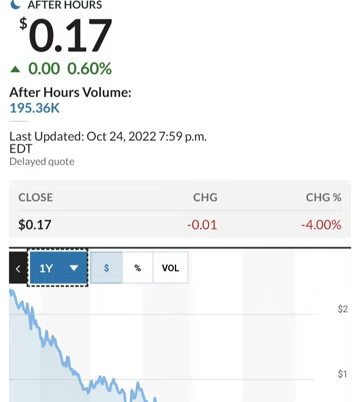 AFTER HOURS
$0.17
0.00 0.60%
After Hours Volume:
195.36K
Last Updated: Oct 24, 2022 7:59 p.m.
EDT
Delayed quote
CLOSE CHG CHG %
$0.17 -0.01 -4.00%
1Y $ % VOL
$2
$1